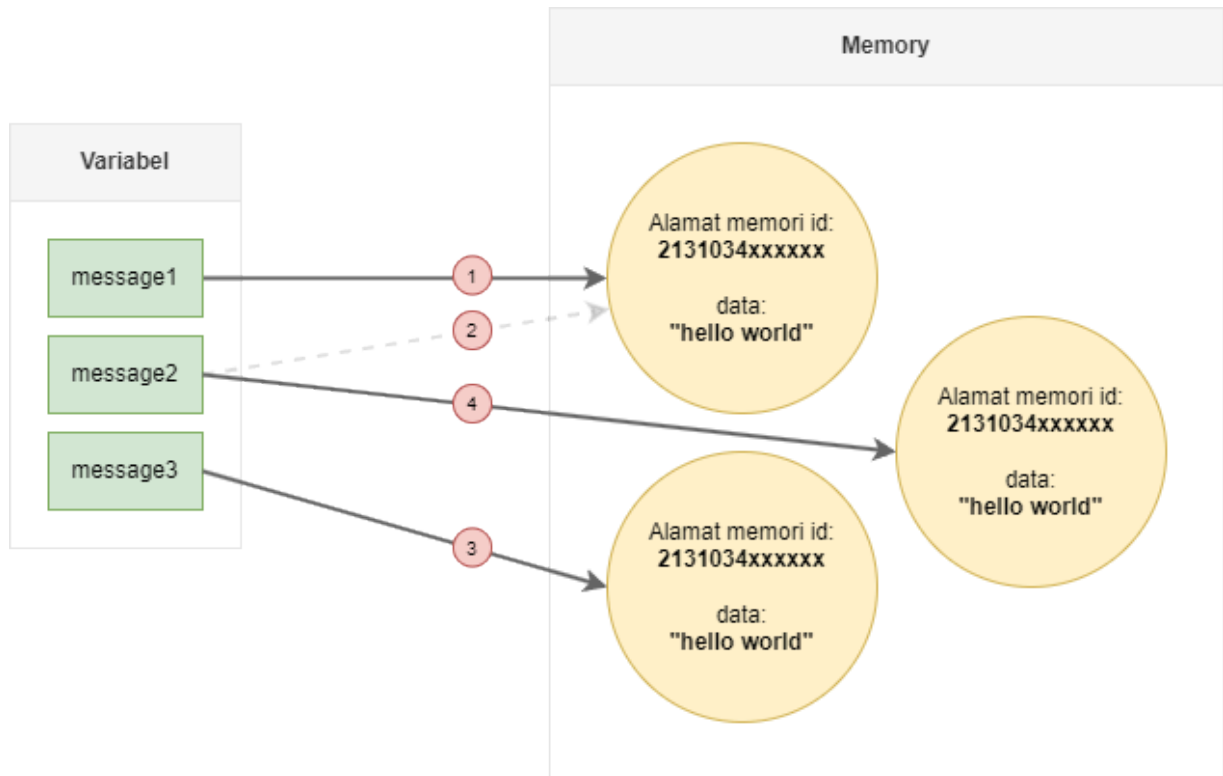 Memory
Variabel
message1
message2
message3
1
2
4
3
Alamat memori id:
2131034xxxxxx
data:
"hello world"
Alamat memori id:
2131034xxxxxx
data:
"hello world"
Alamat memori id:
2131034xxxxxx
data:
"hello world"